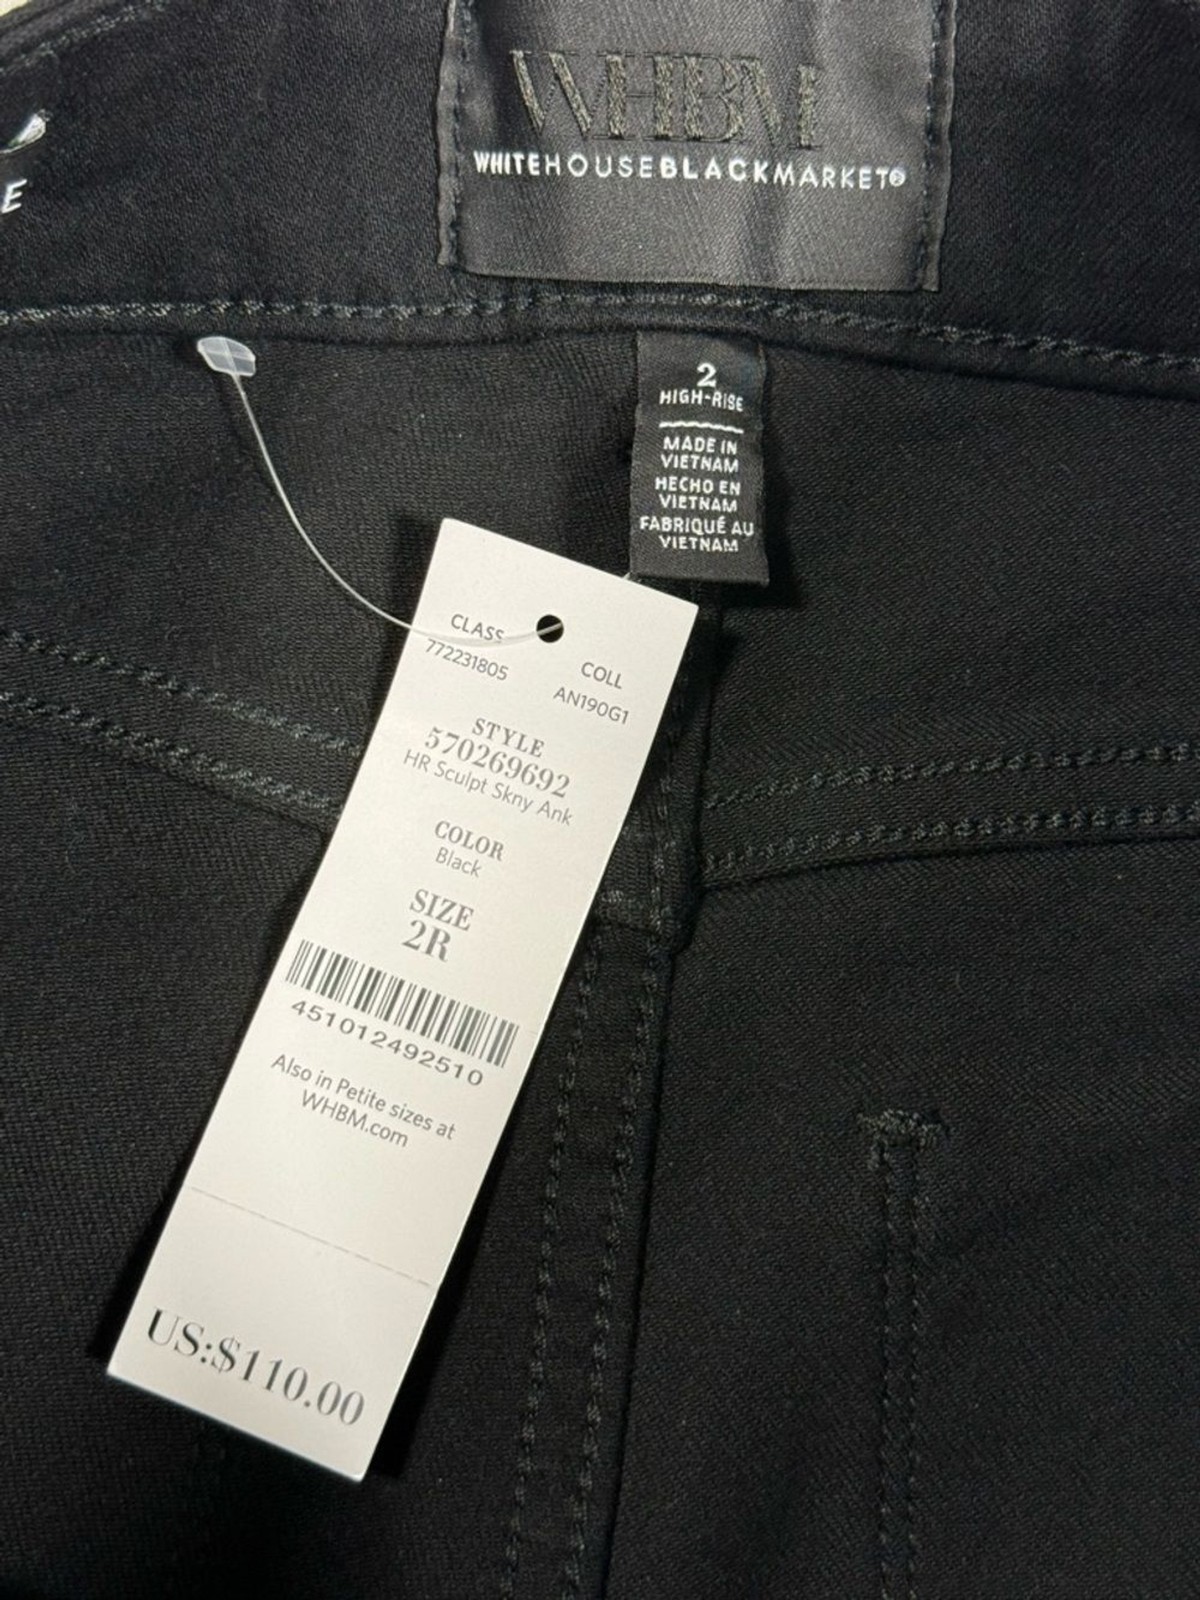 WHBM
WHITEHOUSEBLACKMARKET®
E
2
HIGH-RISE
MADE IN
VIETNAM
HECHO EN
VIETNAM
FABRIQUÉ AU
VIETNAM
CLASS
772231805
COLL
AN190G1
STYLE
570269692
HR Sculpt Skny Ank
COLOR
Black
SIZE
2R
451012492510
Also in Petite sizes at
WHBM.com
US:$110.00